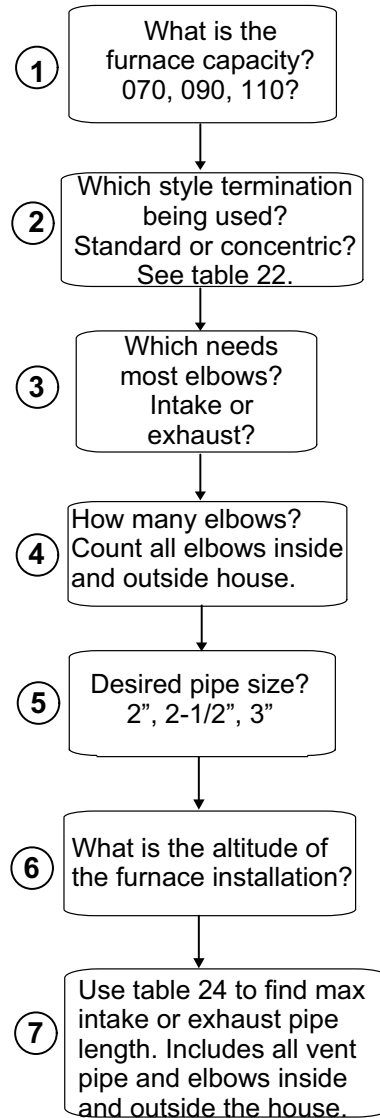 1
What is the
furnace capacity?
070, 090, 110?
2
Which style termination
being used?
Standard or concentric?
See table 22.
3
Which needs
most elbows?
Intake or
exhaust?
4
How many elbows?
Count all elbows inside
and outside house.
5
Desired pipe size?
2”, 2-1/2”, 3”
6
What is the altitude of
the furnace installation?
7
Use table 24 to find max
intake or exhaust pipe
length. Includes all vent
pipe and elbows inside
and outside the house.